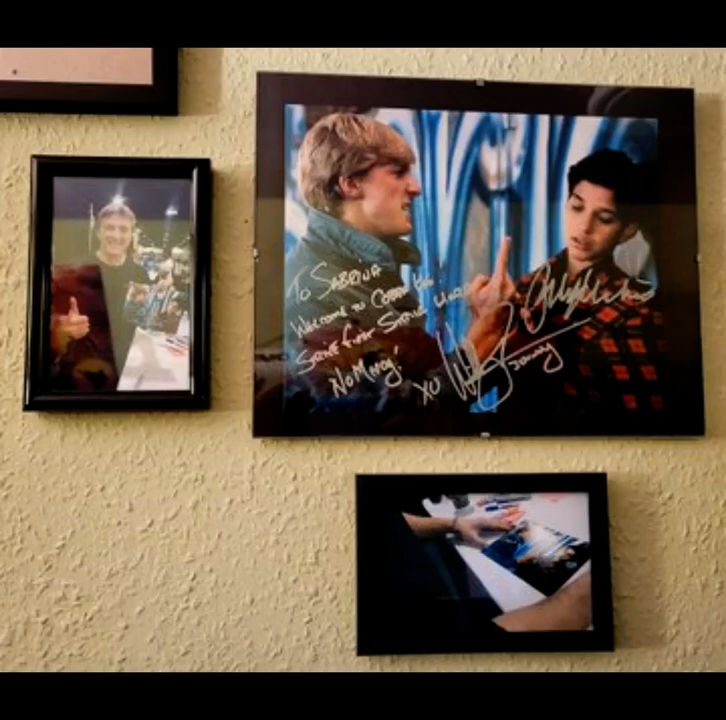 To SABRINA
WELCOME TO COBRA KAI
STRIKE FIRST STRIKE HARD
NO MERCY!
XO
JOHNNY